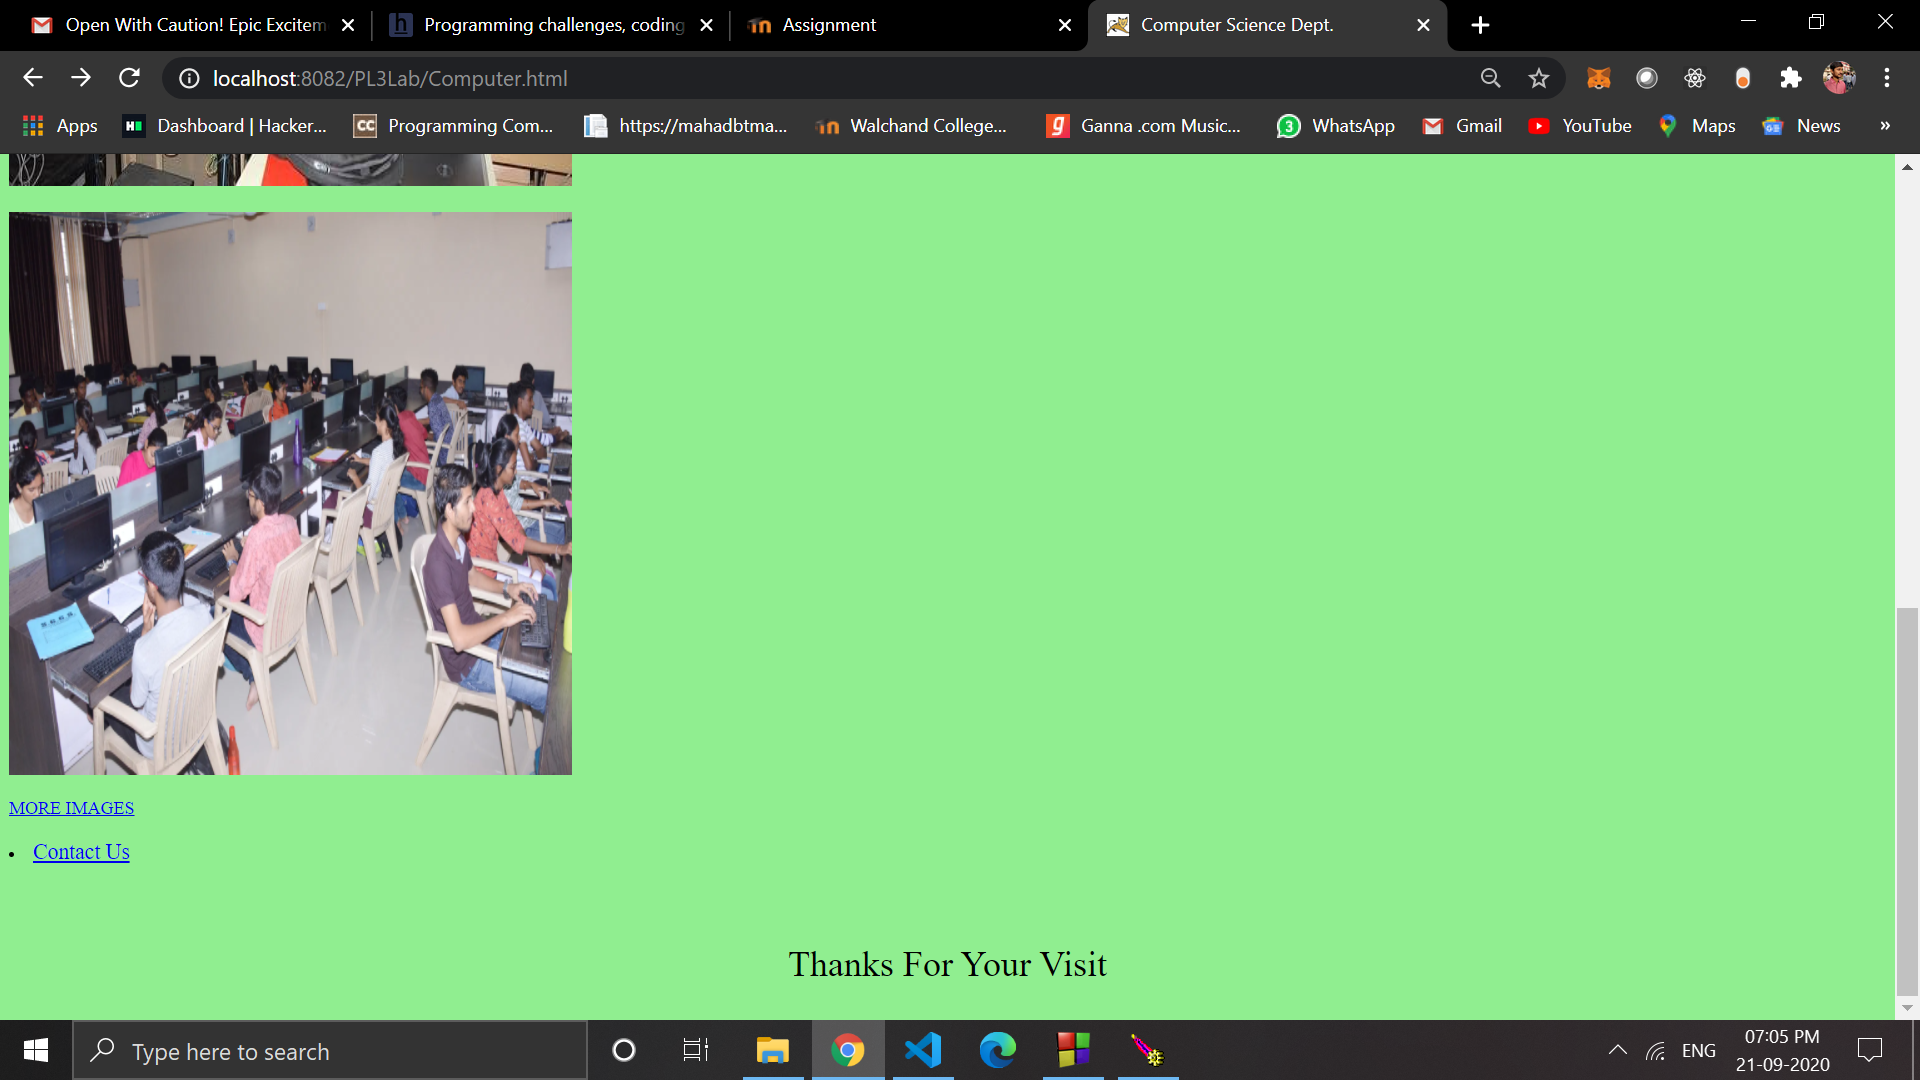 Open With Caution! Epic Excitem
Programming challenges, coding
Assignment
Computer Science Dept.
localhost:8082/PL3Lab/Computer.html
Apps
Dashboard | Hacker...
Programming Com...
https://mahadbtma...
Walchand College...
Ganna .com Music...
WhatsApp
Gmail
YouTube
Maps
News
»
MORE IMAGES
Contact Us
Thanks For Your Visit
Type here to search
ENG
07:05 PM
21-09-2020